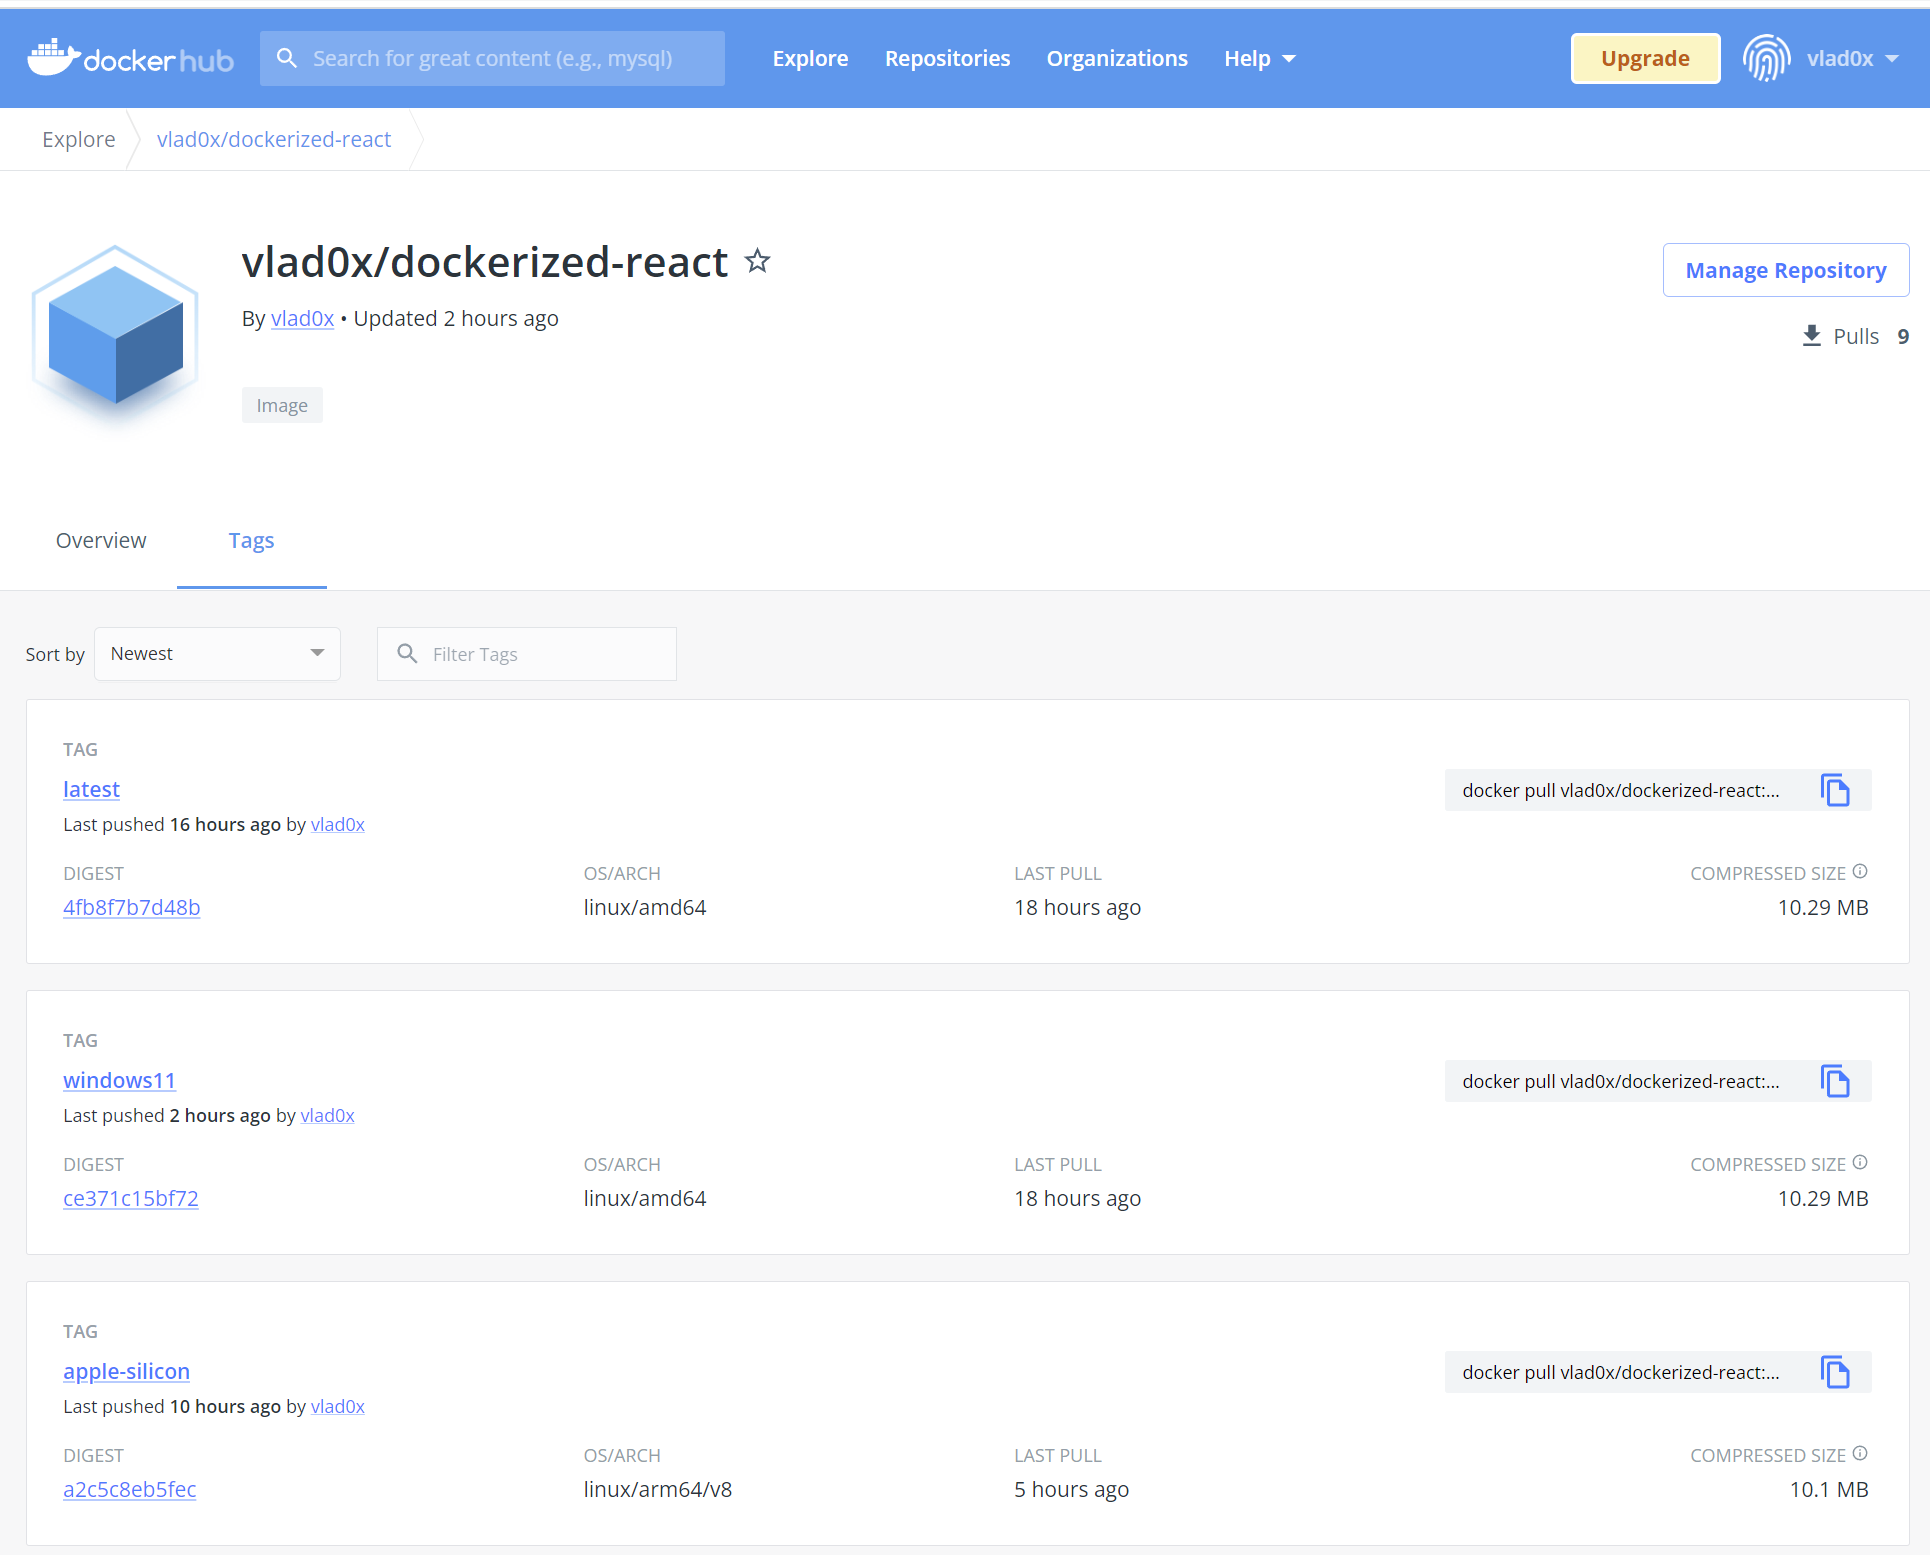 docker hub
Search for great content (e.g., mysql)
Explore
Repositories
Organizations
Help
Upgrade
vlad0x
Explore
vlad0x/dockerized-react
vlad0x/dockerized-react
By vlad0x • Updated 2 hours ago
Image
Manage Repository
Pulls 9
Overview
Tags
Sort by
Newest
Filter Tags
TAG
latest
Last pushed 16 hours ago by vlad0x
docker pull vlad0x/dockerized-react:...
DIGEST
OS/ARCH
LAST PULL
COMPRESSED SIZE
4fb8f7b7d48b
linux/amd64
18 hours ago
10.29 MB
TAG
windows11
Last pushed 2 hours ago by vlad0x
docker pull vlad0x/dockerized-react:...
DIGEST
OS/ARCH
LAST PULL
COMPRESSED SIZE
ce371c15bf72
linux/amd64
18 hours ago
10.29 MB
TAG
apple-silicon
Last pushed 10 hours ago by vlad0x
docker pull vlad0x/dockerized-react:...
DIGEST
OS/ARCH
LAST PULL
COMPRESSED SIZE
a2c5c8eb5fec
linux/arm64/v8
5 hours ago
10.1 MB